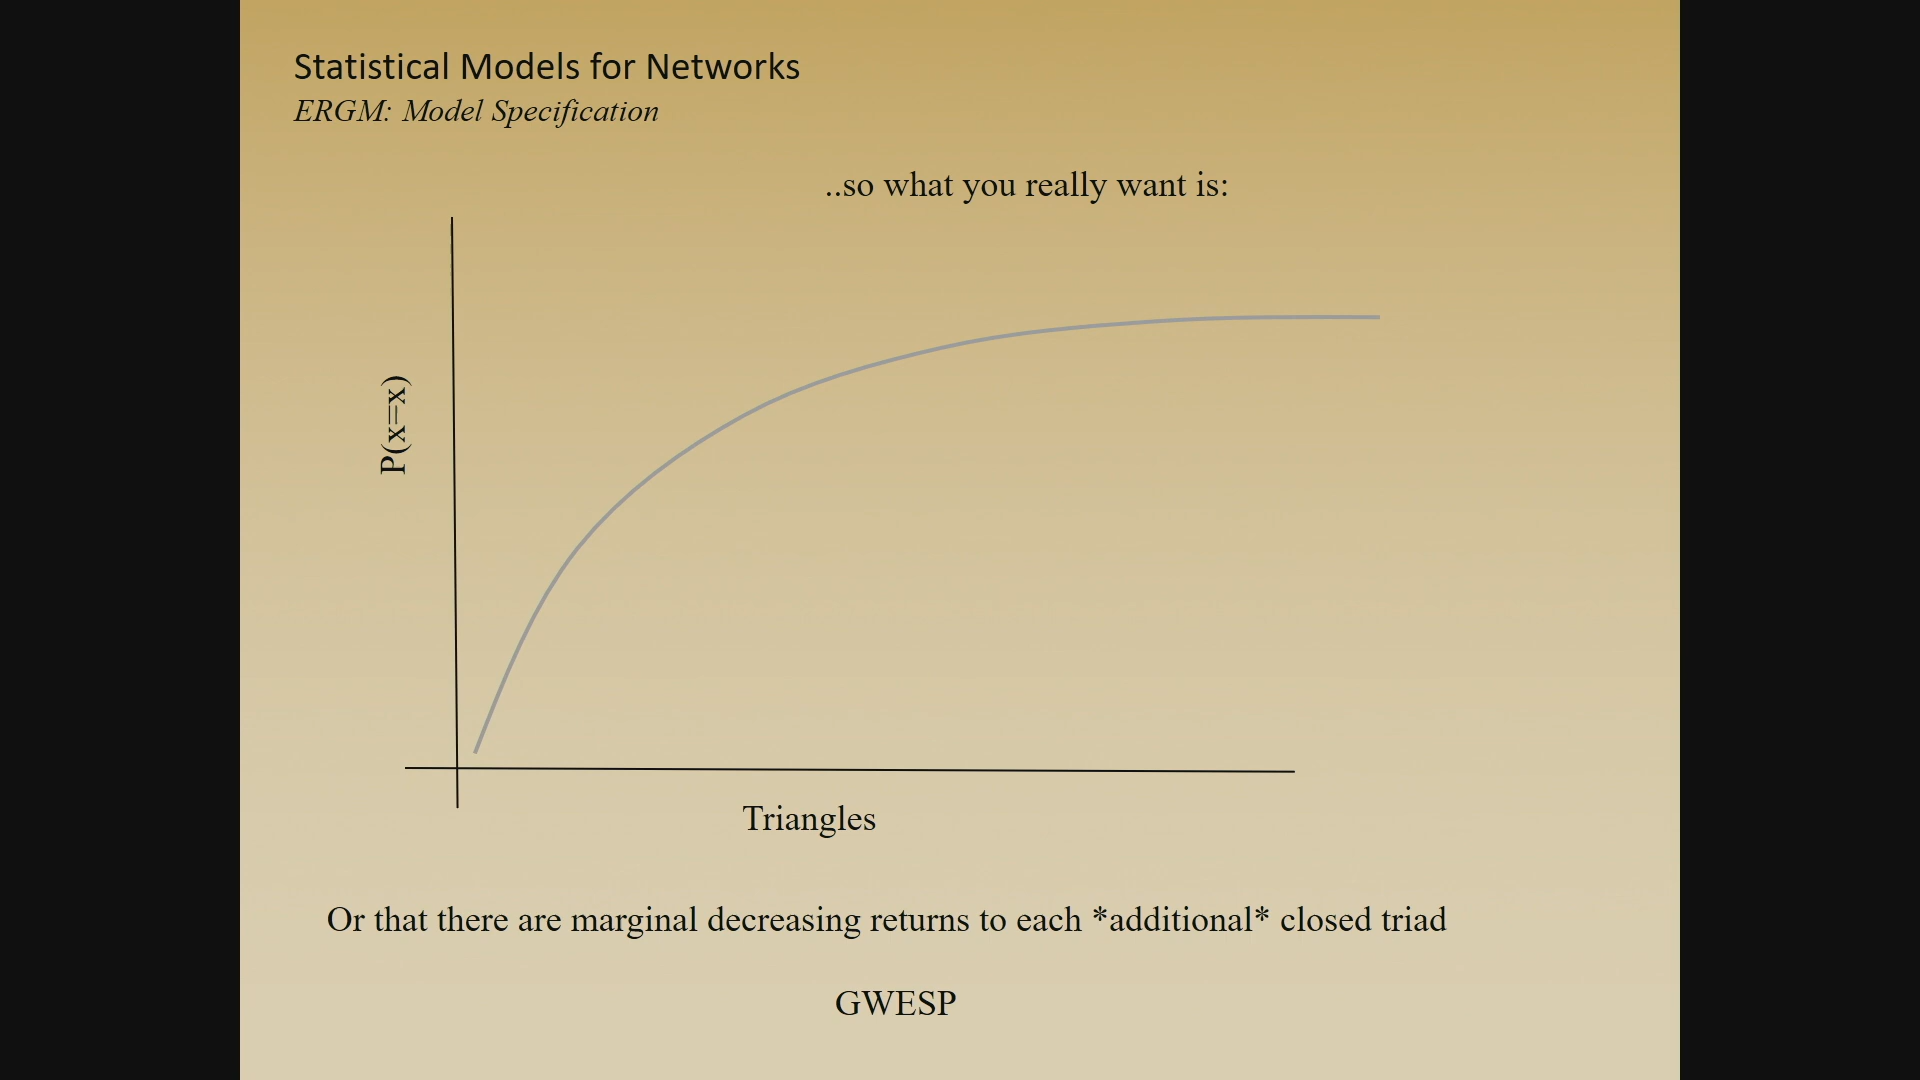 Statistical Models for Networks
ERGM: Model Specification
..so what you really want is:
P(x=x)
Triangles
Or that there are marginal decreasing returns to each *additional* closed triad
GWESP